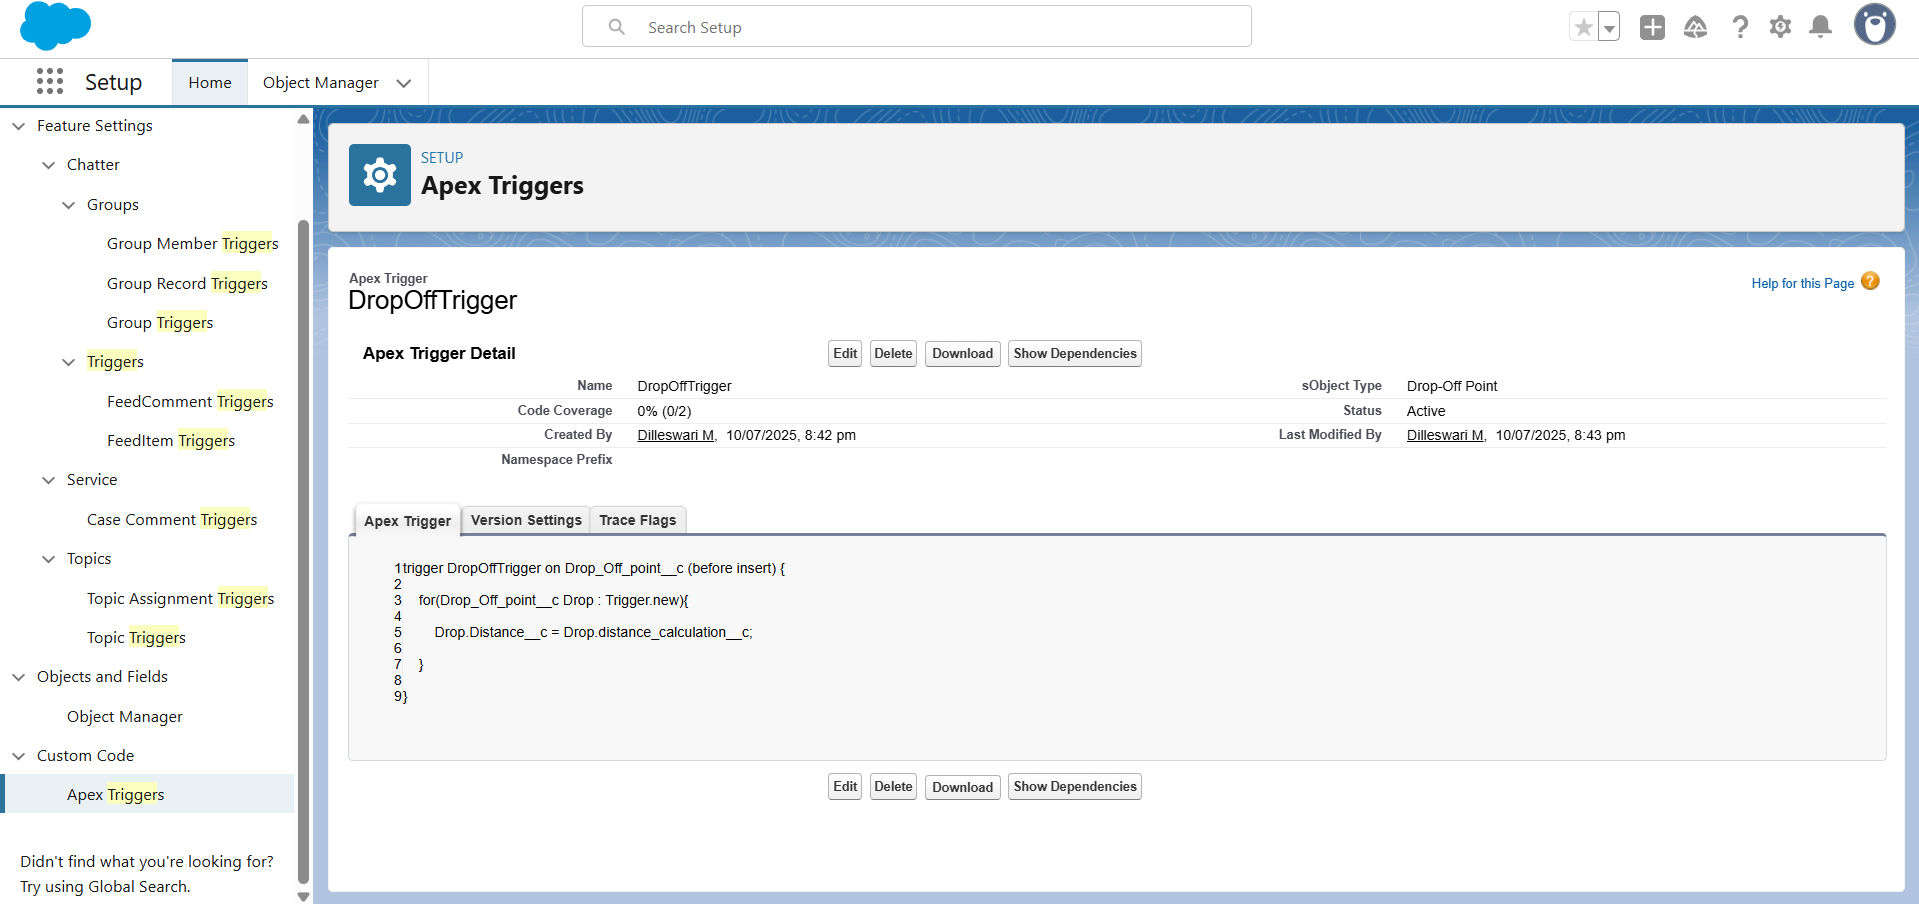 Search Setup
Setup
Home
Object Manager
Feature Settings
Chatter
Groups
Group Member Triggers
Group Record Triggers
Group Triggers
Triggers
FeedComment Triggers
FeedItem Triggers
Service
Case Comment Triggers
Topics
Topic Assignment Triggers
Topic Triggers
Objects and Fields
Object Manager
Custom Code
Apex Triggers
Didn't find what you're looking for?
Try using Global Search.
SETUP
Apex Triggers
Apex Trigger
DropOffTrigger
Help for this Page
Apex Trigger Detail
Edit Delete Download Show Dependencies
Name DropOffTrigger sObject Type Drop-Off Point
Code Coverage 0% (0/2) Status Active
Created By Dilleswari M, 10/07/2025, 8:42 pm Last Modified By Dilleswari M, 10/07/2025, 8:43 pm
Namespace Prefix
Apex Trigger Version Settings Trace Flags
1 trigger DropOffTrigger on Drop_Off_point__c (before insert) {
2
3 for(Drop_Off_point__c Drop : Trigger.new){
4
5 Drop.Distance__c = Drop.distance_calculation__c;
6
7 }
8
9 }
Edit Delete Download Show Dependencies